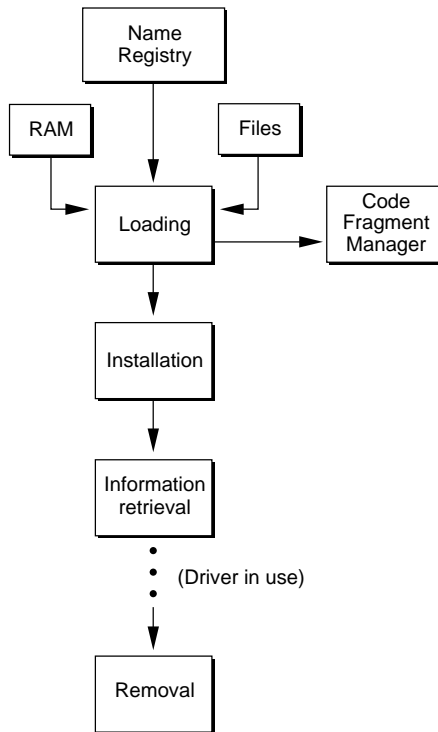 Name
Registry
RAM
Files
Loading
Code
Fragment
Manager
Installation
Information
retrieval
(Driver in use)
Removal